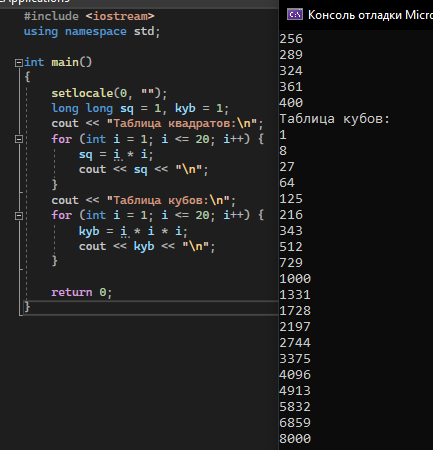 Applications
#include <iostream>
using namespace std;
int main()
{
setlocale(0, "");
long long sq = 1, kyb = 1;
cout << "Таблица квадратов:\n";
for (int i = 1; i <= 20; i++) {
sq = i * i;
cout << sq << "\n";
}
cout << "Таблица кубов:\n";
for (int i = 1; i <= 20; i++) {
kyb = i * i * i;
cout << kyb << "\n";
}
return 0;
}
Консоль отладки Micro
256
289
324
361
400
Таблица кубов:
1
8
27
64
125
216
343
512
729
1000
1331
1728
2197
2744
3375
4096
4913
5832
6859
8000